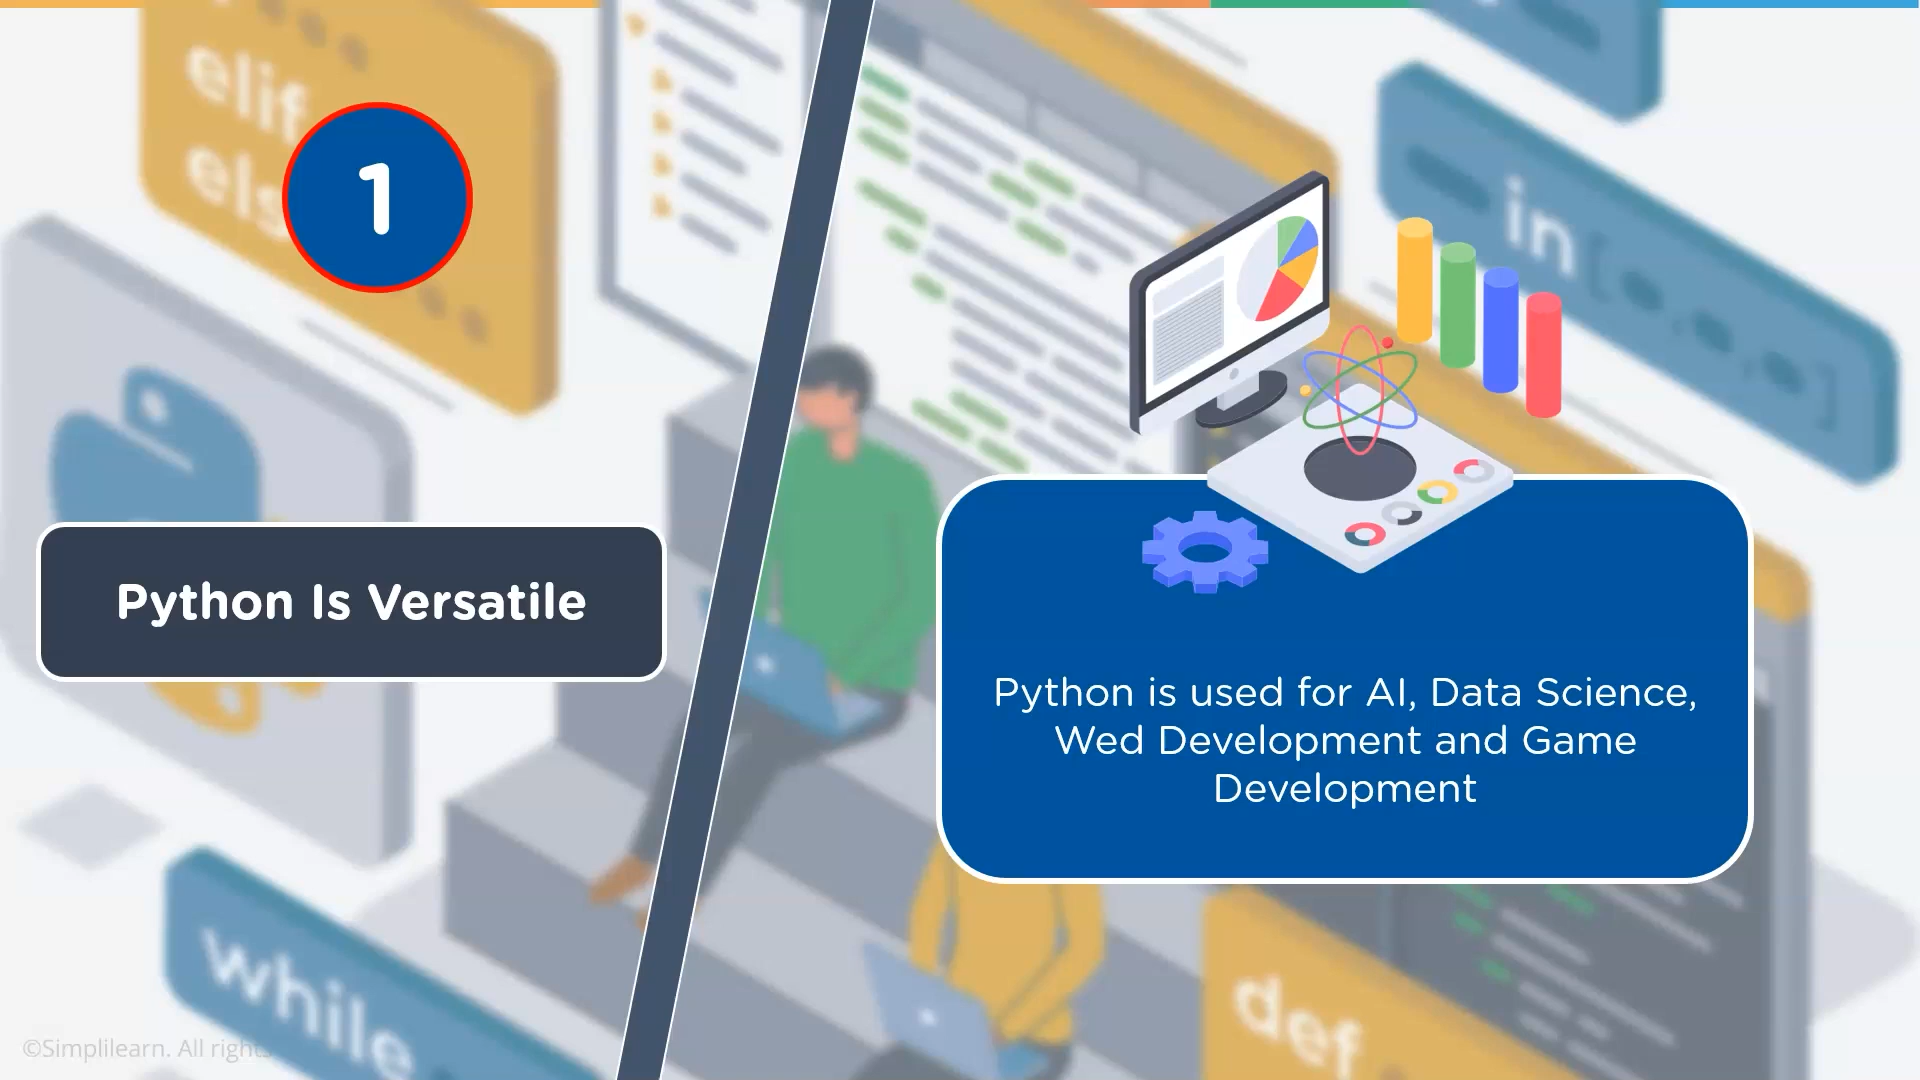 elif
els
1
in[
Python Is Versatile
Python is used for AI, Data Science,
Wed Development and Game
Development
while
def
©Simplilearn. All rights